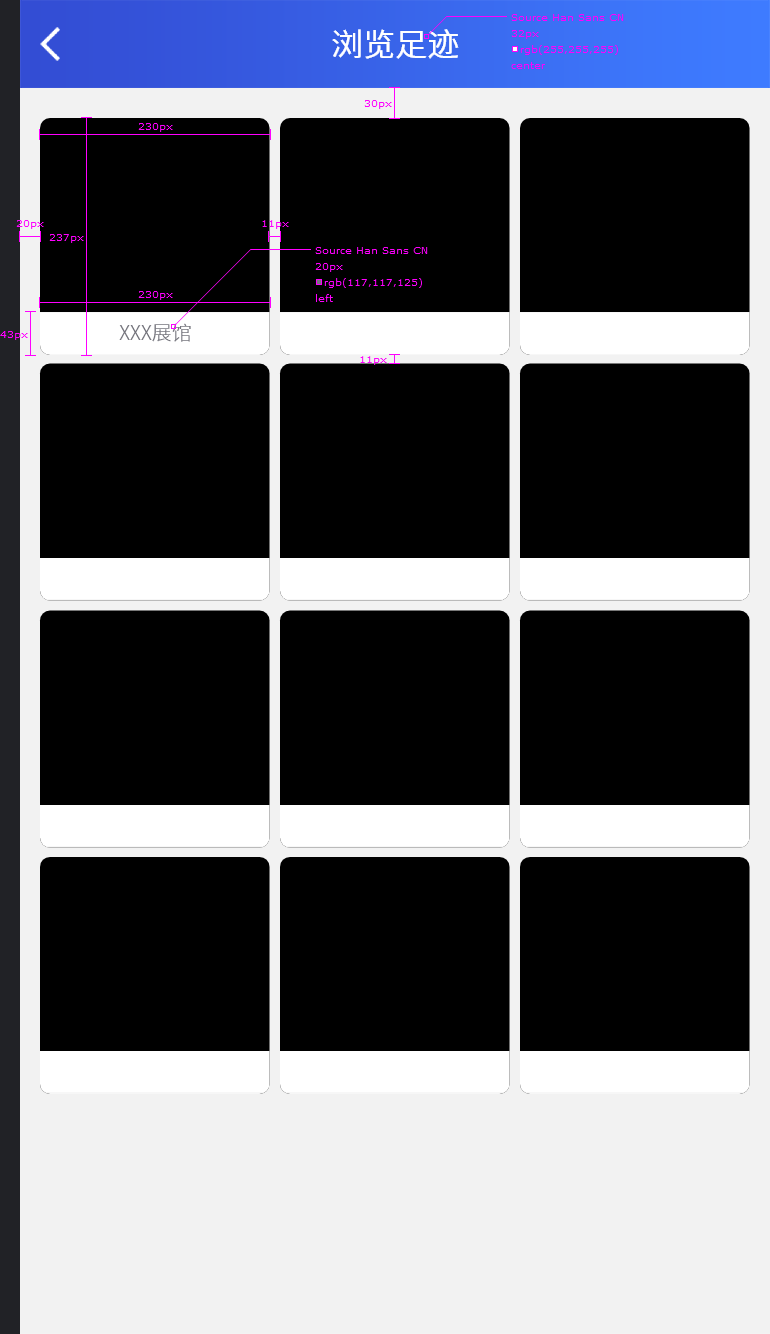 浏览足迹
Source Han Sans CN
rgb(255,255,255)
center
30px
230px
20px
237px
11px
Source Han Sans CN
20px
rgb(117,117,125)
left
230px
43px
XXX展馆
11px